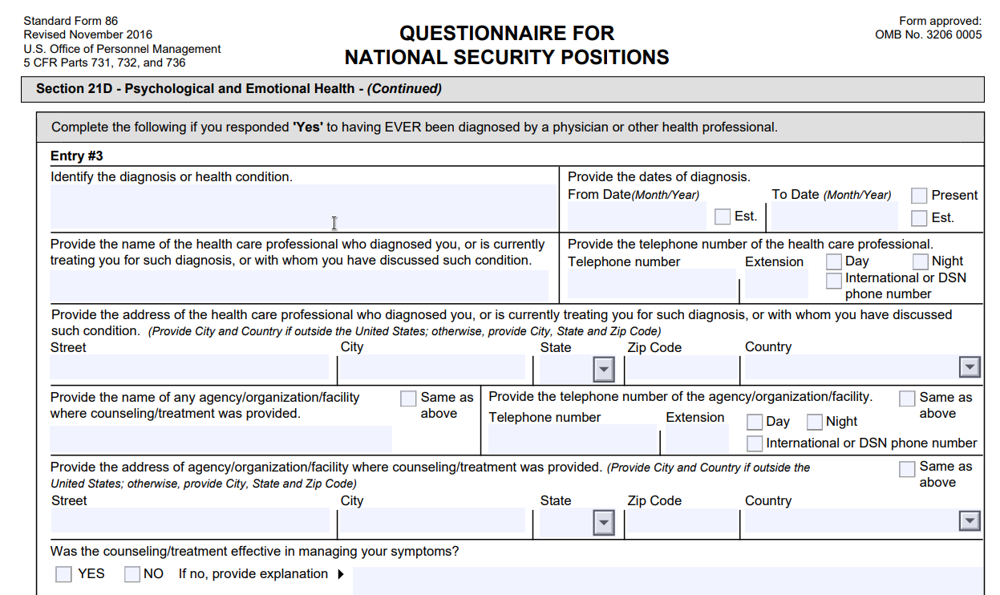 Standard Form 86
Revised November 2016
U.S. Office of Personnel Management
5 CFR Parts 731, 732, and 736
QUESTIONNAIRE FOR
NATIONAL SECURITY POSITIONS
Form approved:
OMB No. 3206 0005
Section 21D - Psychological and Emotional Health - (Continued)
Complete the following if you responded 'Yes' to having EVER been diagnosed by a physician or other health professional.
Entry #3
Identify the diagnosis or health condition.
Provide the dates of diagnosis.
From Date(Month/Year)
Est.
To Date (Month/Year)
Present
Est.
Provide the name of the health care professional who diagnosed you, or is currently
treating you for such diagnosis, or with whom you have discussed such condition.
Provide the telephone number of the health care professional.
Telephone number
Extension
Day
Night
International or DSN
phone number
Provide the address of the health care professional who diagnosed you, or is currently treating you for such diagnosis, or with whom you have discussed
such condition. (Provide City and Country if outside the United States; otherwise, provide City, State and Zip Code)
Street
City
State
Zip Code
Country
Provide the name of any agency/organization/facility
where counseling/treatment was provided.
Same as
above
Provide the telephone number of the agency/organization/facility.
Same as
above
Telephone number
Extension
Day
Night
International or DSN phone number
Provide the address of agency/organization/facility where counseling/treatment was provided. (Provide City and Country if outside the
United States; otherwise, provide City, State and Zip Code)
Same as
above
Street
City
State
Zip Code
Country
Was the counseling/treatment effective in managing your symptoms?
YES
NO
If no, provide explanation